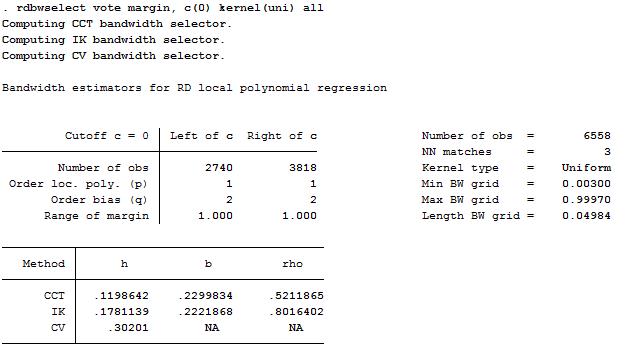 . rdbwselect vote margin, c(0) kernel(uni) all
Computing CCT bandwidth selector.
Computing IK bandwidth selector.
Computing CV bandwidth selector.
Bandwidth estimators for RD local polynomial regression
Cutoff c = 0 Left of c Right of c Number of obs = 6558
NN matches = 3
Number of obs 2740 3818 Kernel type = Uniform
Order loc. poly. (p) 1 1 Min BW grid = 0.00300
Order bias (q) 2 2 Max BW grid = 0.99970
Range of margin 1.000 1.000 Length BW grid = 0.04984
Method h b rho
CCT .1198642 .2299834 .5211865
IK .1781139 .2221868 .8016402
CV .30201 NA NA